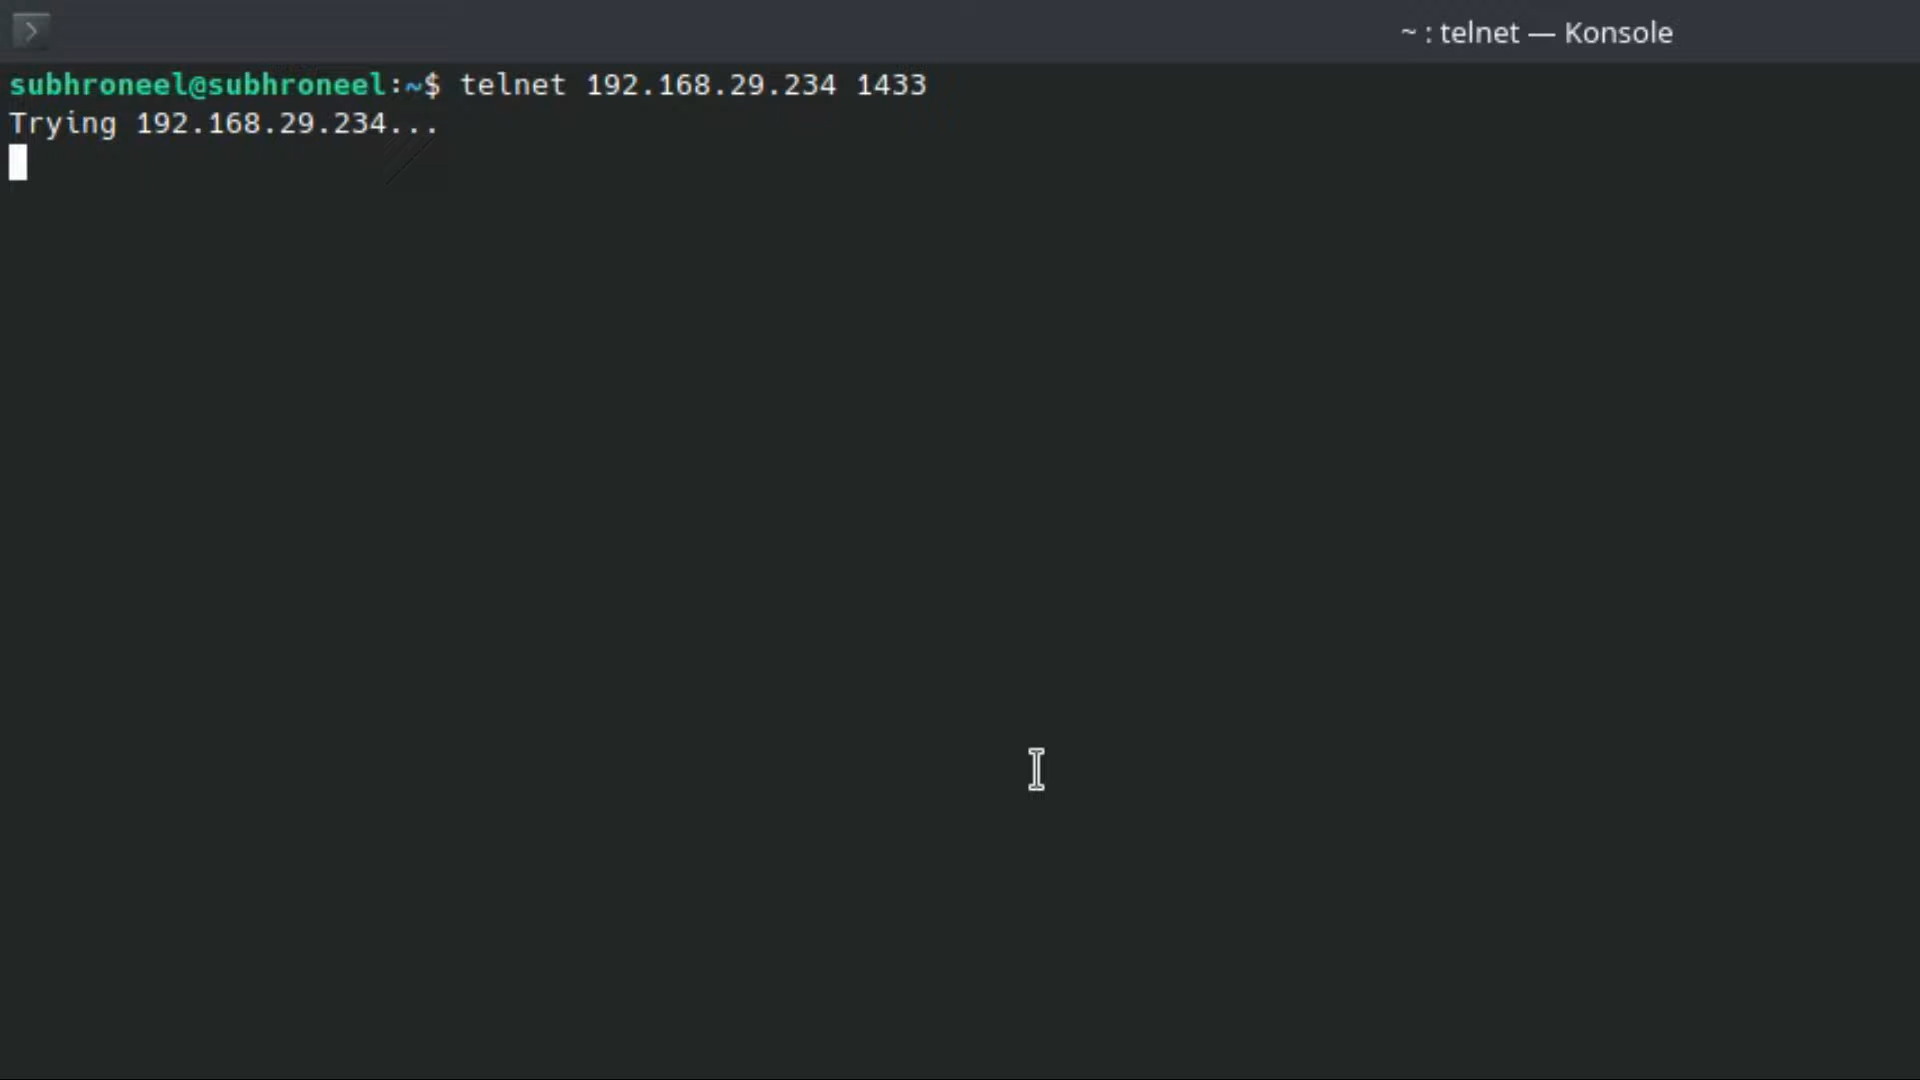 ~ : telnet — Konsole
subhroneel@subhroneel:~$ telnet 192.168.29.234 1433
Trying 192.168.29.234...